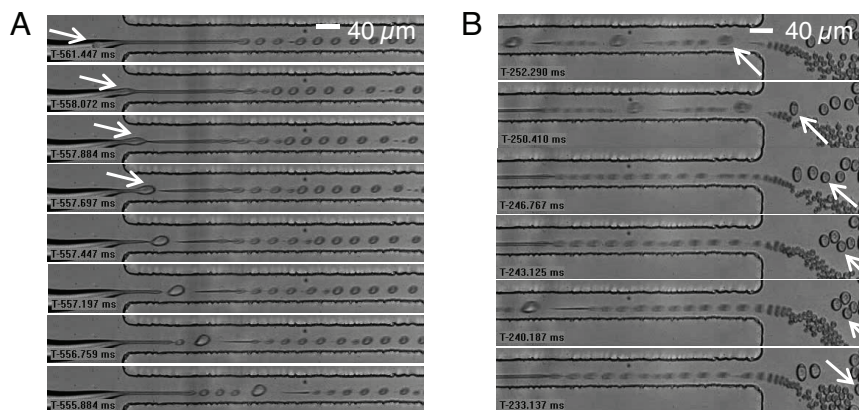 A
40 µm
T-561.447 ms
T-558.072 ms
T-557.884 ms
T-557.697 ms
T-557.447 ms
T-557.197 ms
T-556.759 ms
T-555.884 ms
B
40 µm
T-252.290 ms
T-250.410 ms
T-246.767 ms
T-243.125 ms
T-240.187 ms
T-233.137 ms